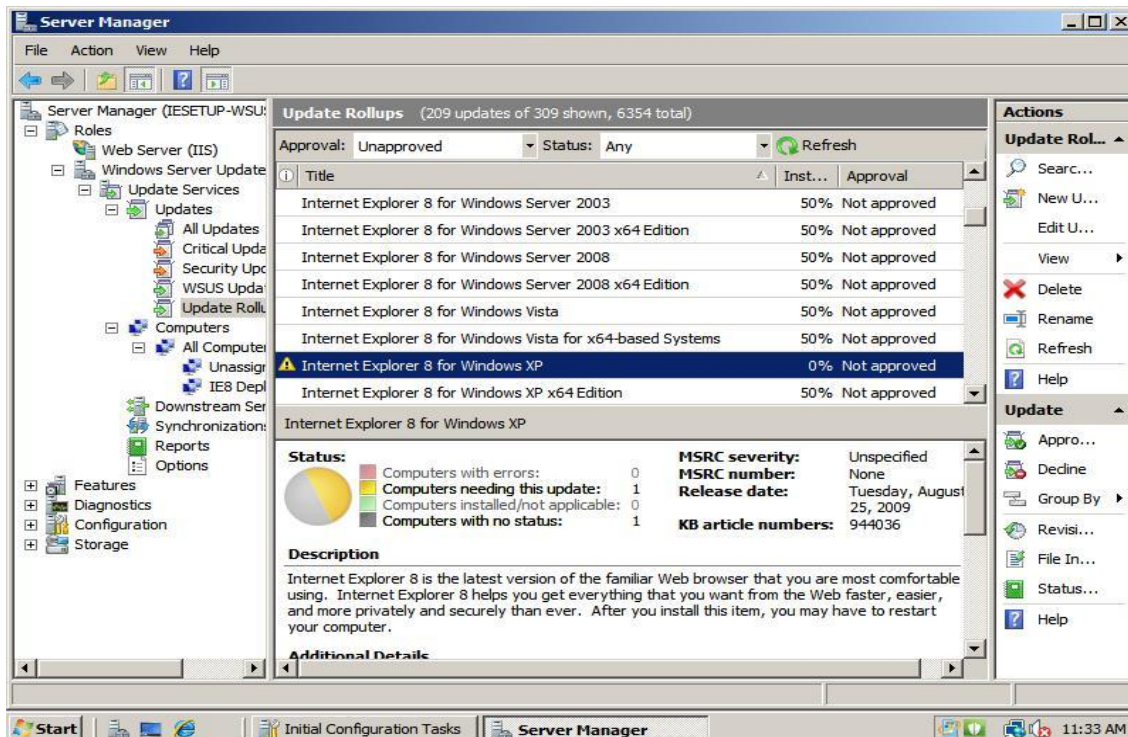 Server Manager
File Action View Help
Server Manager (IESETUP-WSU
Roles
Web Server (IIS)
Windows Server Update
Update Services
Updates
All Updates
Critical Upda
Security Upd
WSUS Updat
Update Rollu
Computers
All Computer
Unassign
IE8 Depl
Downstream Ser
Synchronizations
Reports
Options
Features
Diagnostics
Configuration
Storage
Update Rollups (209 updates of 309 shown, 6354 total)
Approval: Unapproved Status: Any Refresh
Title Inst... Approval
Internet Explorer 8 for Windows Server 2003 50% Not approved
Internet Explorer 8 for Windows Server 2003 x64 Edition 50% Not approved
Internet Explorer 8 for Windows Server 2008 50% Not approved
Internet Explorer 8 for Windows Server 2008 x64 Edition 50% Not approved
Internet Explorer 8 for Windows Vista 50% Not approved
Internet Explorer 8 for Windows Vista for x64-based Systems 50% Not approved
Internet Explorer 8 for Windows XP 0% Not approved
Internet Explorer 8 for Windows XP x64 Edition 50% Not approved
Internet Explorer 8 for Windows XP
Status:
Computers with errors: 0
Computers needing this update: 1
Computers installed/not applicable: 0
Computers with no status: 1
MSRC severity: Unspecified
MSRC number: None
Release date: Tuesday, August
25, 2009
KB article numbers: 944036
Description
Internet Explorer 8 is the latest version of the familiar Web browser that you are most comfortable
using. Internet Explorer 8 helps you get everything that you want from the Web faster, easier,
and more privately and securely than ever. After you install this item, you may have to restart
your computer.
Additional Details
Actions
Update Rol...
Searc...
New U...
Edit U...
View
Delete
Rename
Refresh
Help
Update
Appro...
Decline
Group By
Revisi...
File In...
Status...
Help
Start Initial Configuration Tasks Server Manager 11:33 AM